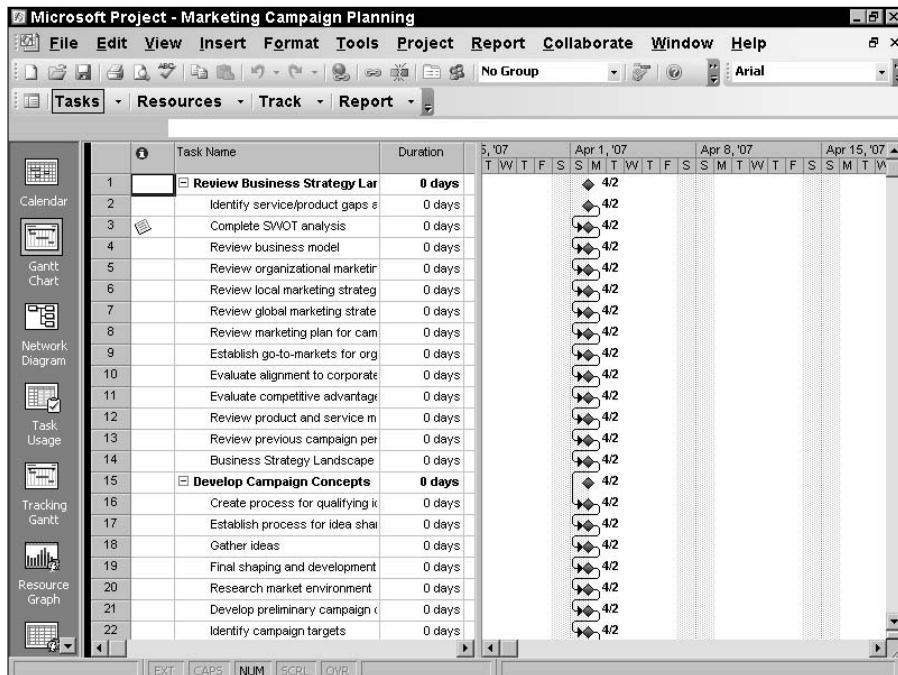 Microsoft Project - Marketing Campaign Planning
File Edit View Insert Format Tools Project Report Collaborate Window Help
No Group Arial
Tasks Resources Track Report
Task Name Duration 5, '07 Apr 1, '07 Apr 8, '07 Apr 15, '07
T W T F S S M T W T F S S M T W T F S S M T W
1 Review Business Strategy Lar 0 days 4/2
2 Identify service/product gaps a 0 days 4/2
3 Complete SWOT analysis 0 days 4/2
4 Review business model 0 days 4/2
5 Review organizational marketin 0 days 4/2
6 Review local marketing strateg 0 days 4/2
7 Review global marketing strate 0 days 4/2
8 Review marketing plan for cam 0 days 4/2
9 Establish go-to-markets for org 0 days 4/2
10 Evaluate alignment to corporate 0 days 4/2
11 Evaluate competitive advantage 0 days 4/2
12 Review product and service m 0 days 4/2
13 Review previous campaign per 0 days 4/2
14 Business Strategy Landscape 0 days 4/2
15 Develop Campaign Concepts 0 days 4/2
16 Create process for qualifying ic 0 days 4/2
17 Establish process for idea shar 0 days 4/2
18 Gather ideas 0 days 4/2
19 Final shaping and development 0 days 4/2
20 Research market environment 0 days 4/2
21 Develop preliminary campaign c 0 days 4/2
22 Identify campaign targets 0 days 4/2
Calendar
Gantt
Chart
Network
Diagram
Task
Usage
Tracking
Gantt
Resource
Graph
EXT CAPS NUM SCRL OVR